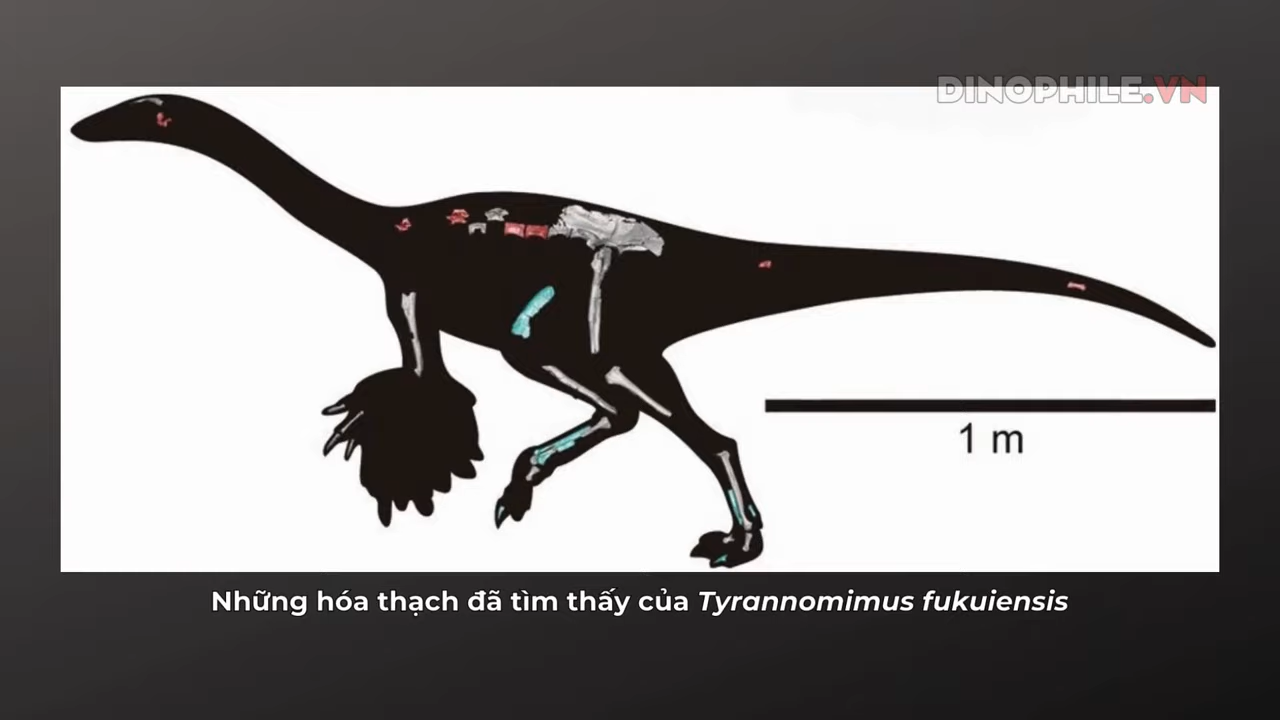 DINOPHILE.VN
1 m
Những hóa thạch đã tìm thấy của Tyrannomimus fukuiensis